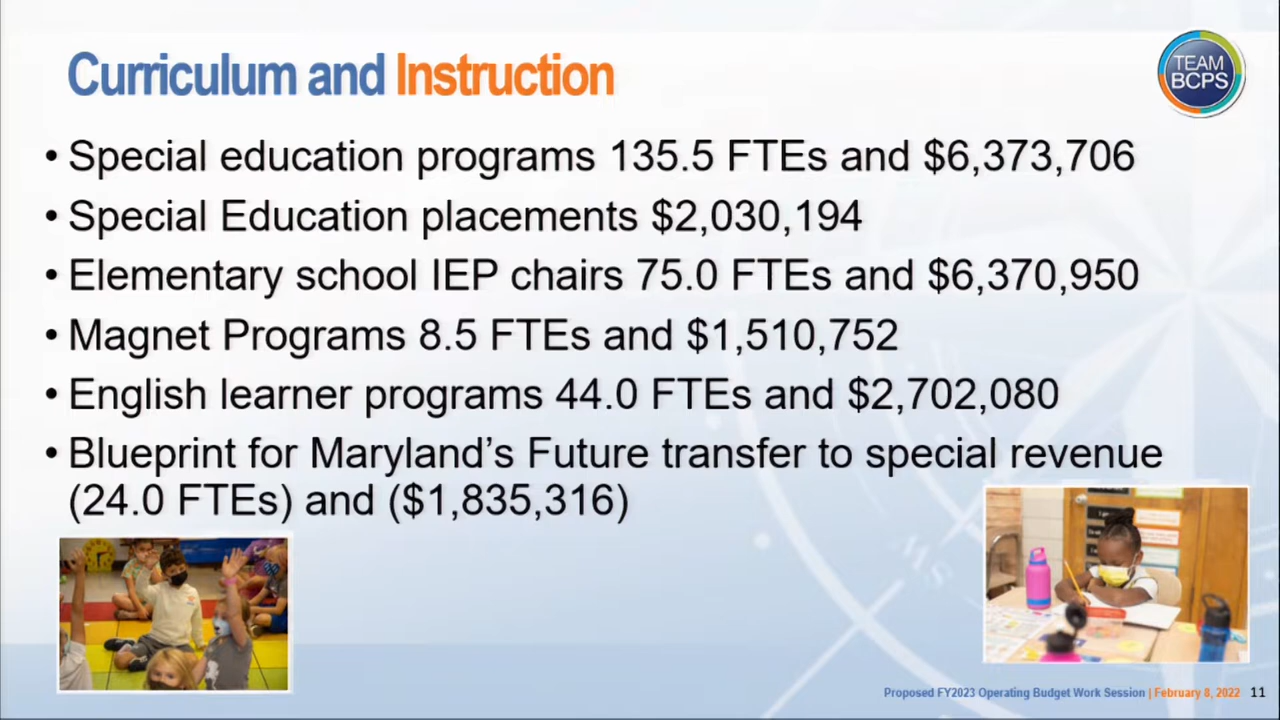 Curriculum and Instruction
TEAM
BCPS
• Special education programs 135.5 FTEs and $6,373,706
• Special Education placements $2,030,194
• Elementary school IEP chairs 75.0 FTEs and $6,370,950
• Magnet Programs 8.5 FTEs and $1,510,752
• English learner programs 44.0 FTEs and $2,702,080
• Blueprint for Maryland’s Future transfer to special revenue
(24.0 FTEs) and ($1,835,316)
Proposed FY2023 Operating Budget Work Session | February 8, 2022 11